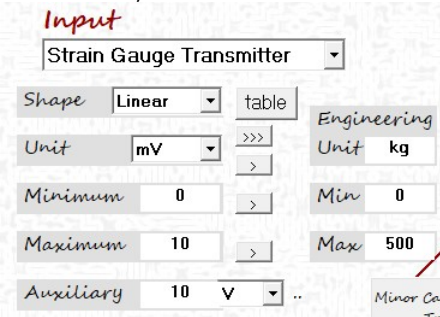 Input
Strain Gauge Transmitter
Shape Linear table
Engineering
Unit mV >>> Unit kg
>
Minimum 0 > Min 0
Maximum 10 > Max 500
Auxiliary 10 V .. Minor Ca